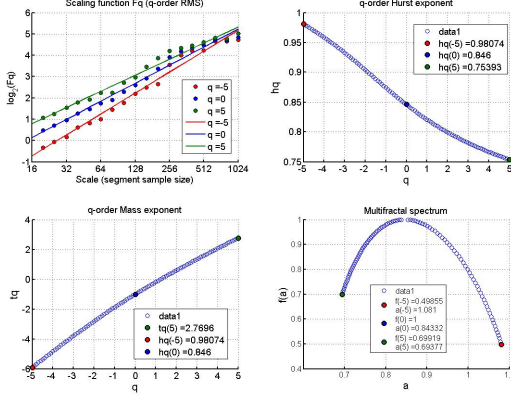 Scaling function Fq (q-order RMS)
log2(Fq)
6
5
4
3
2
1
0
-1
16 32 64 128 256 512 1024
Scale (segment sample size)
q =-5
q =0
q =5
q =-5
q =0
q =5
q-order Hurst exponent
hq
1
0.95
0.9
0.85
0.8
0.75
-5 -4 -3 -2 -1 0 1 2 3 4 5
q
data1
hq(-5) =0.98074
hq(0) =0.846
hq(5) =0.75393
q-order Mass exponent
tq
4
2
0
-2
-4
-6
-5 -4 -3 -2 -1 0 1 2 3 4 5
q
data1
tq(5) =2.7696
hq(-5) =0.98074
hq(0) =0.846
Multifractal spectrum
f(a)
1
0.9
0.8
0.7
0.6
0.5
0.4
0.7 0.8 0.9 1
a
data1
f(-5) =0.49855
a(-5) =1.081
f(0) =1
a(0) =0.84332
f(5) =0.69919
a(5) =0.69377